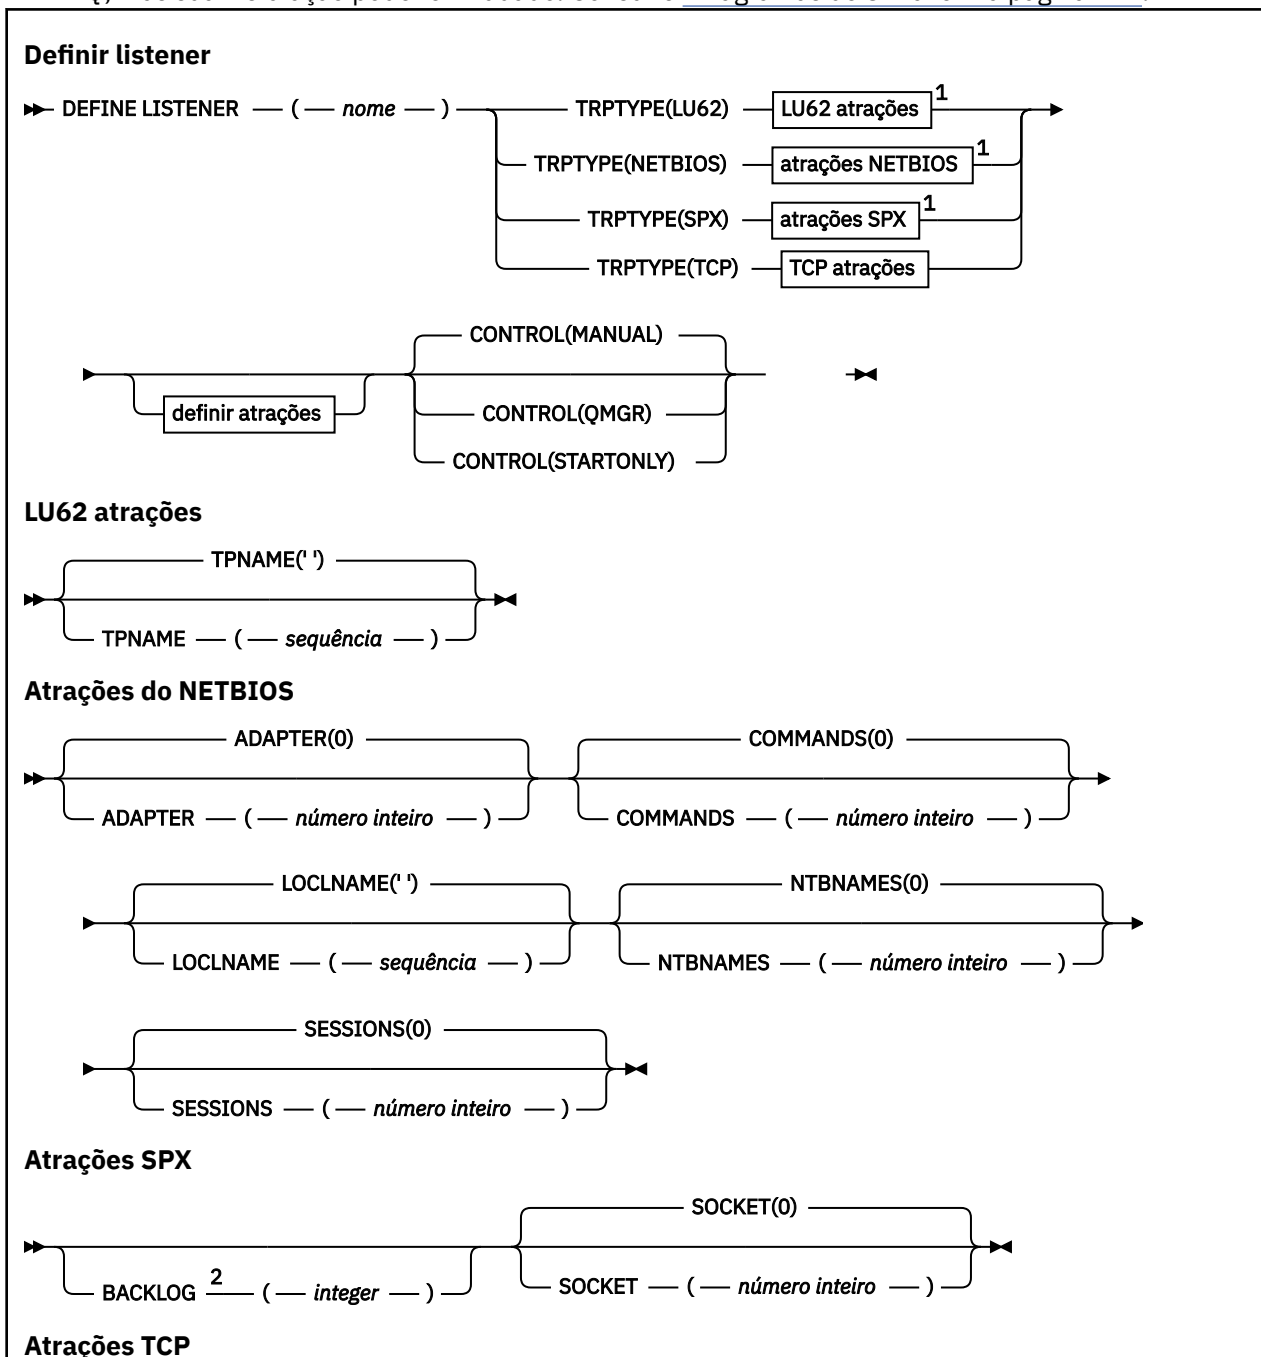 Definir listener
DEFINE LISTENER ( nome ) TRPTYPE(LU62) LU62 atrações 1
TRPTYPE(NETBIOS) atrações NETBIOS 1
TRPTYPE(SPX) atrações SPX 1
TRPTYPE(TCP) TCP atrações
CONTROL(MANUAL)
definir atrações CONTROL(QMGR)
CONTROL(STARTONLY)
LU62 atrações
TPNAME(' ')
TPNAME ( sequência )
Atrações do NETBIOS
ADAPTER(0) COMMANDS(0)
ADAPTER ( número inteiro ) COMMANDS ( número inteiro )
LOCLNAME(' ') NTBNAMES(0)
LOCLNAME ( sequência ) NTBNAMES ( número inteiro )
SESSIONS(0)
SESSIONS ( número inteiro )
Atrações SPX
SOCKET(0)
BACKLOG 2 ( integer ) SOCKET ( número inteiro )
Atrações TCP